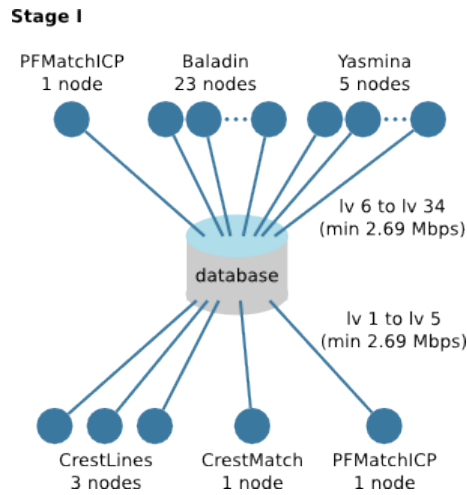 Stage I
PFMatchICP
1 node
Baladin
23 nodes
Yasmina
5 nodes
lv 6 to lv 34
(min 2.69 Mbps)
database
lv 1 to lv 5
(min 2.69 Mbps)
CrestLines
3 nodes
CrestMatch
1 node
PFMatchICP
1 node